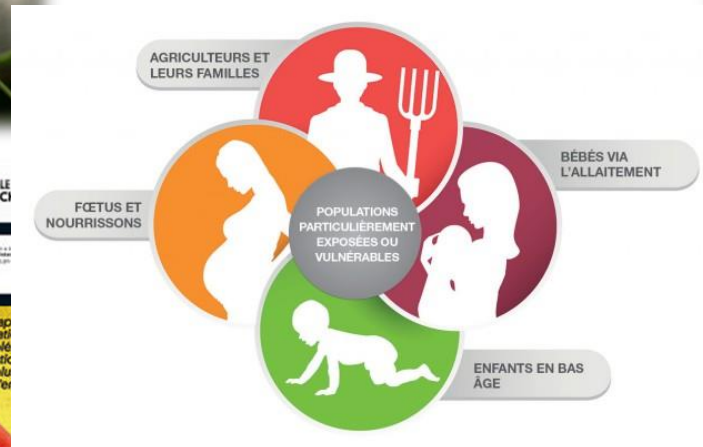 AGRICULTEURS ET
LEURS FAMILLES
BÉBÉS VIA
L'ALLAITEMENT
FŒTUS ET
NOURRISSONS
POPULATIONS
PARTICULIÈREMENT
EXPOSÉES OU
VULNÉRABLES
ENFANTS EN BAS
ÂGE